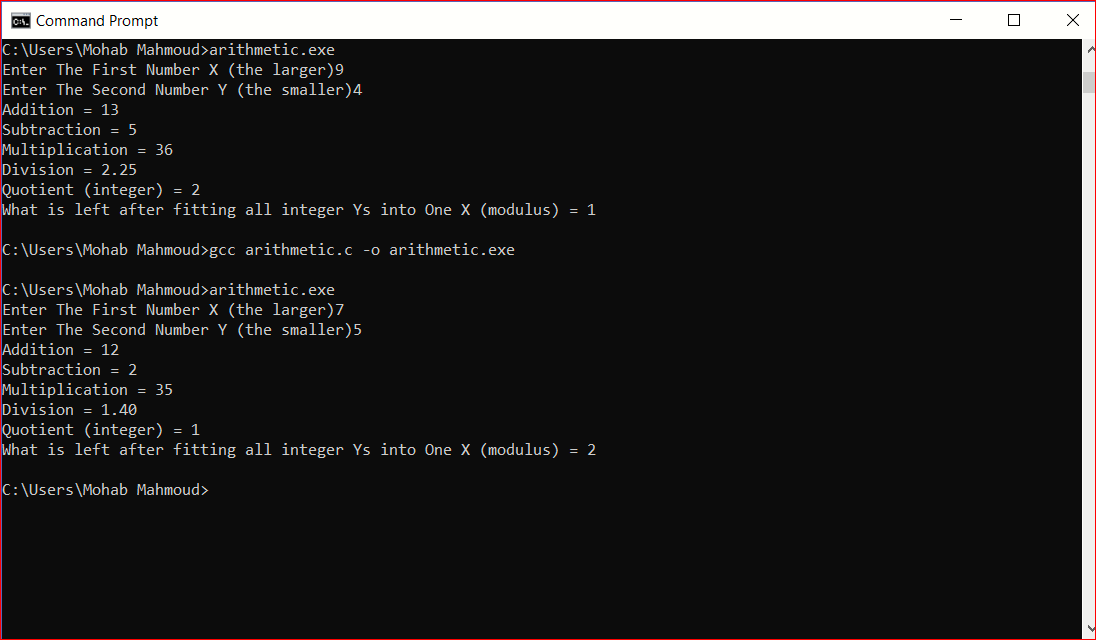 Command Prompt
C:\Users\Mohab Mahmoud>arithmetic.exe
Enter The First Number X (the larger)9
Enter The Second Number Y (the smaller)4
Addition = 13
Subtraction = 5
Multiplication = 36
Division = 2.25
Quotient (integer) = 2
What is left after fitting all integer Ys into One X (modulus) = 1
C:\Users\Mohab Mahmoud>gcc arithmetic.c -o arithmetic.exe
C:\Users\Mohab Mahmoud>arithmetic.exe
Enter The First Number X (the larger)7
Enter The Second Number Y (the smaller)5
Addition = 12
Subtraction = 2
Multiplication = 35
Division = 1.40
Quotient (integer) = 1
What is left after fitting all integer Ys into One X (modulus) = 2
C:\Users\Mohab Mahmoud>